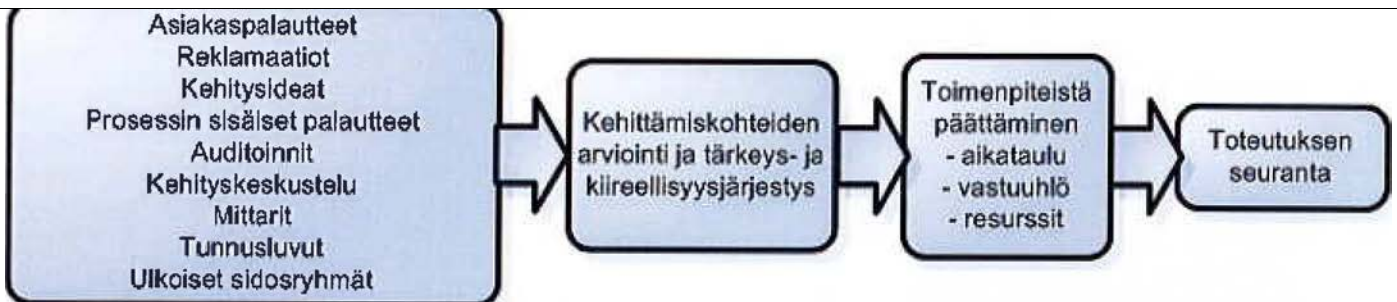 Asiakaspalautteet
Reklamaatiot
Kehitysideat
Prosessin sisäiset palautteet
Auditoinnit
Kehityskeskustelu
Mittarit
Tunnusluvut
Ulkoiset sidosryhmät
Kehittämiskohteiden
arviointi ja tärkeys- ja
kiireellisyysjärjestys
Toimenpiteistä
päättäminen
- aikataulu
- vastuuhlö
- resurssit
Toteutuksen
seuranta